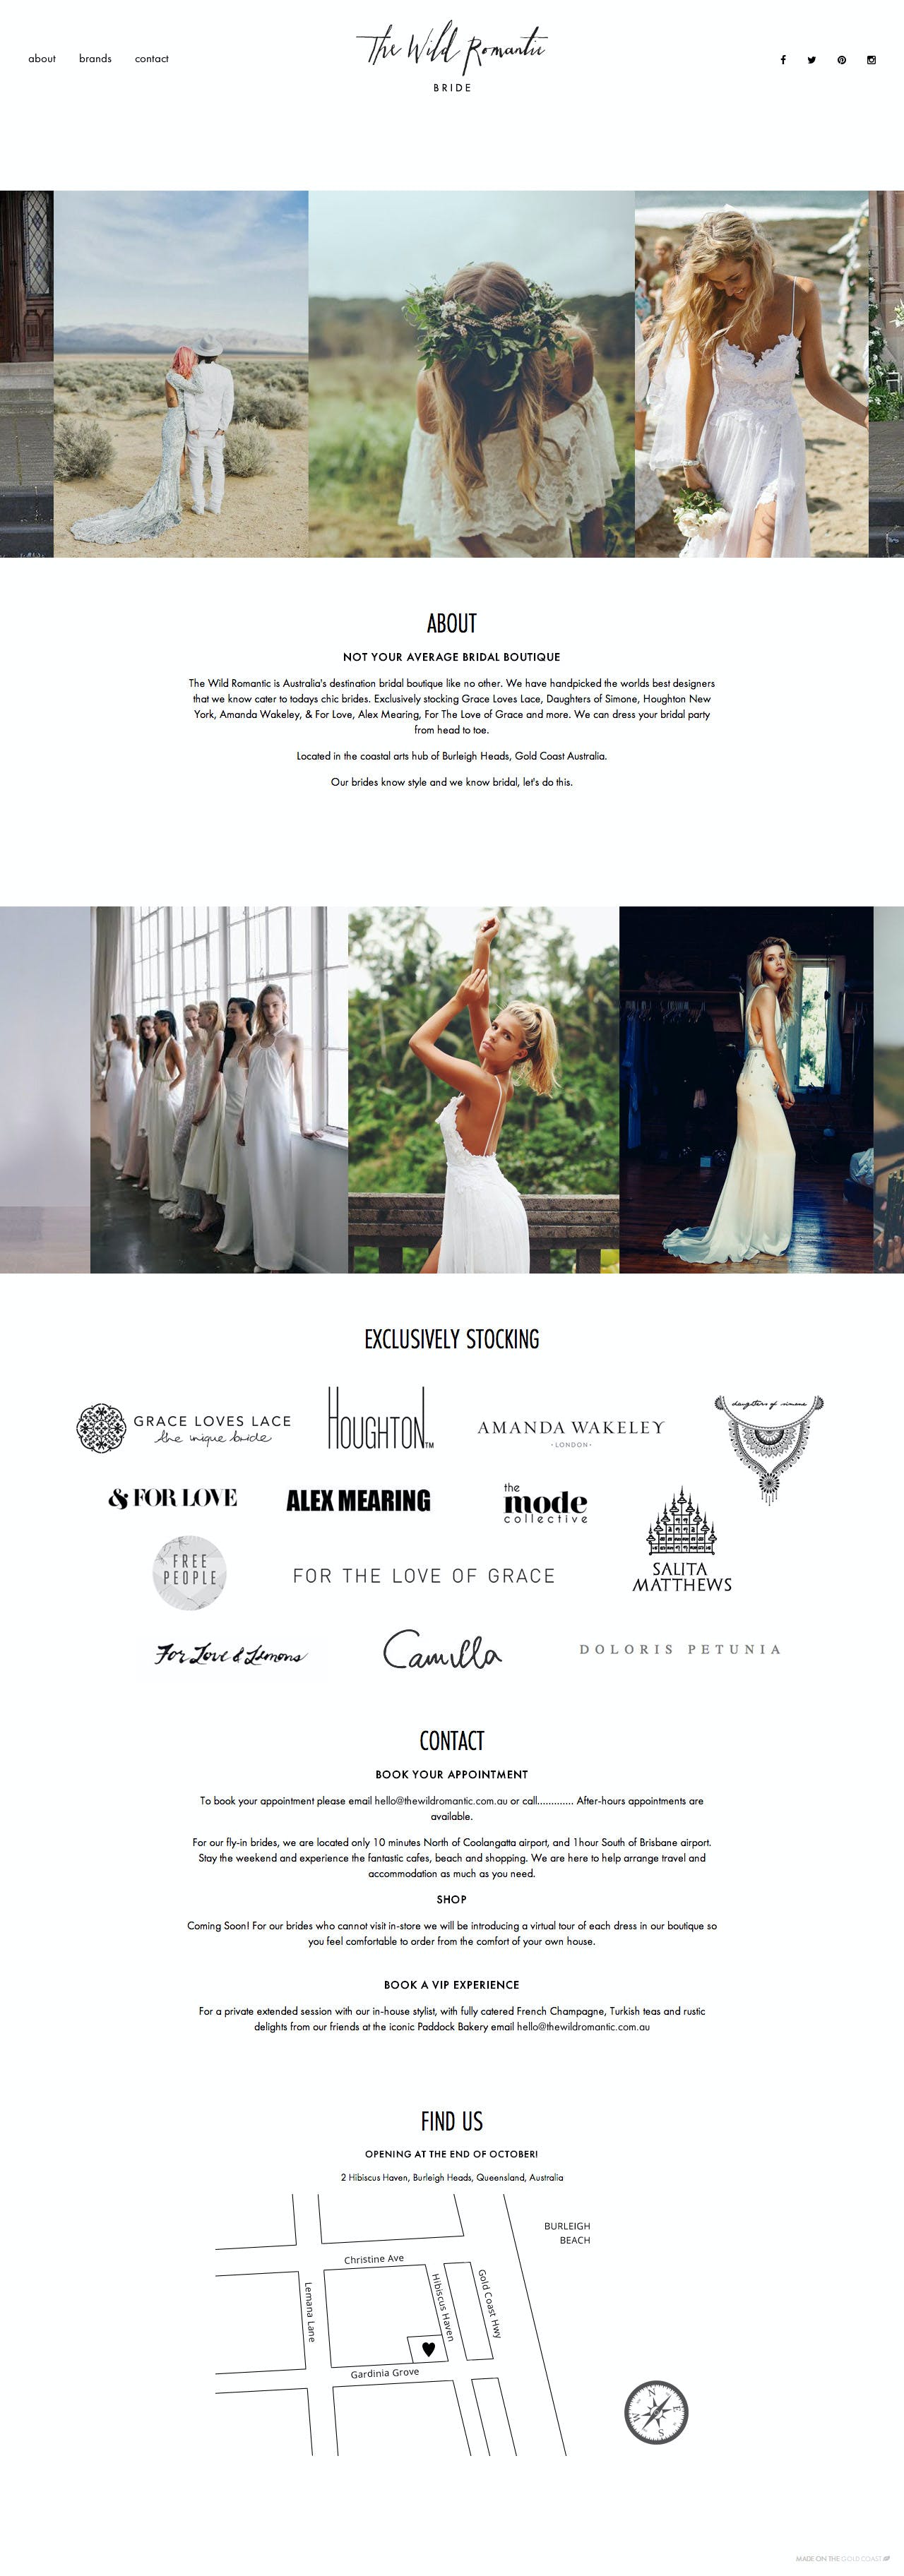 about brands contact
The Wild Romantic
BRIDE
ABOUT
NOT YOUR AVERAGE BRIDAL BOUTIQUE
The Wild Romantic is Australia's destination bridal boutique like no other. We have handpicked the worlds best designers
that we know cater to todays chic brides. Exclusively stocking Grace Loves Lace, Daughters of Simone, Houghton New
York, Amanda Wakeley, & For Love, Alex Mearing, For The Love of Grace and more. We can dress your bridal party
from head to toe.
Located in the coastal arts hub of Burleigh Heads, Gold Coast Australia.
Our brides know style and we know bridal, let's do this.
EXCLUSIVELY STOCKING
GRACE LOVES LACE
the unique bride
HOUGHTON™
AMANDA WAKELEY
•LONDON•
daughters of simone
& FOR LOVE
ALEX MEARING
the
mode
collective
SALITA
MATTHEWS
FREE
PEOPLE
FOR THE LOVE OF GRACE
For Love & Lemons
Camilla
DOLORIS PETUNIA
CONTACT
BOOK YOUR APPOINTMENT
To book your appointment please email hello@thewildromantic.com.au or call............. After-hours appointments are
available.
For our fly-in brides, we are located only 10 minutes North of Coolangatta airport, and 1hour South of Brisbane airport.
Stay the weekend and experience the fantastic cafes, beach and shopping. We are here to help arrange travel and
accommodation as much as you need.
SHOP
Coming Soon! For our brides who cannot visit in-store we will be introducing a virtual tour of each dress in our boutique so
you feel comfortable to order from the comfort of your own house.
BOOK A VIP EXPERIENCE
For a private extended session with our in-house stylist, with fully catered French Champagne, Turkish teas and rustic
delights from our friends at the iconic Paddock Bakery email hello@thewildromantic.com.au
FIND US
OPENING AT THE END OF OCTOBER!
2 Hibiscus Haven, Burleigh Heads, Queensland, Australia
BURLEIGH
BEACH
Christine Ave
Lemana Lane
Hibiscus Haven
Gold Coast Hwy
Gardinia Grove
N
E
S
W
MADE ON THE GOLD COAST